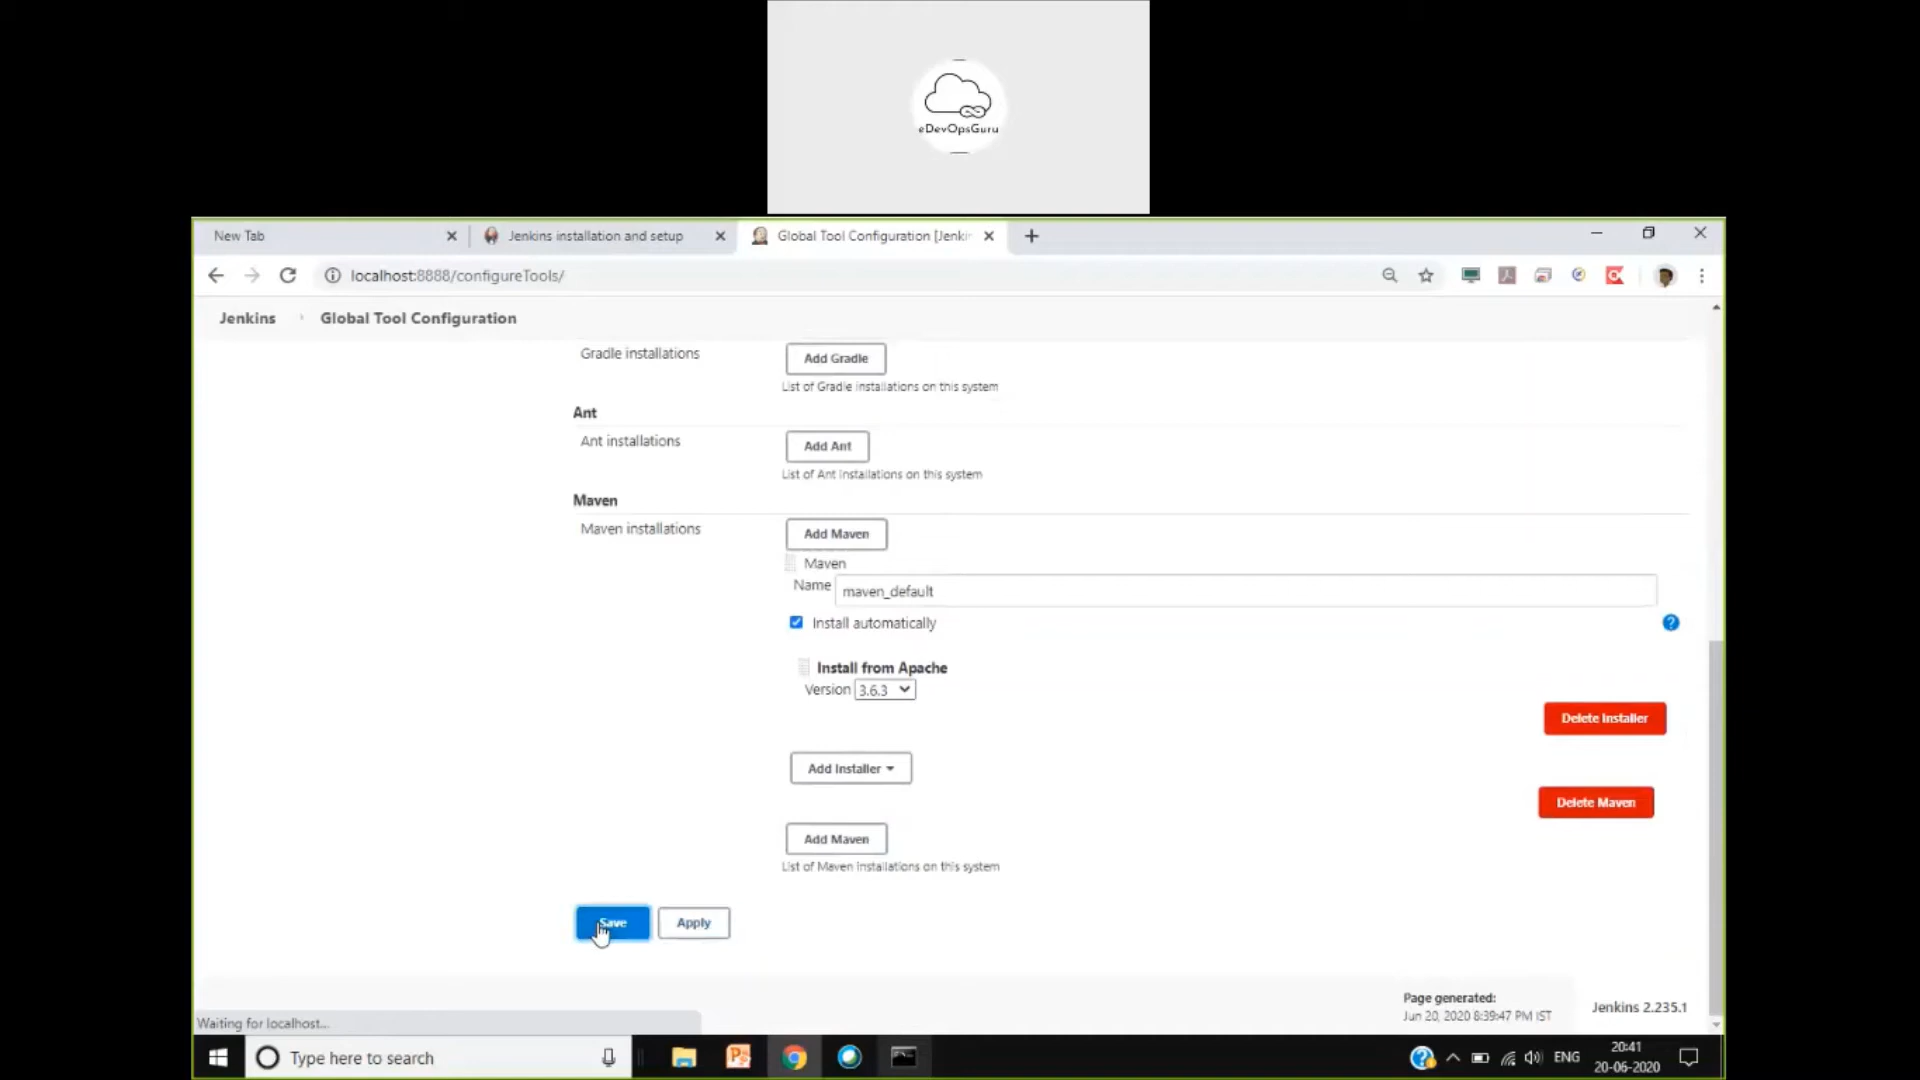 eDevOpsGuru
New Tab
Jenkins installation and setup
Global Tool Configuration [Jenki
localhost:8888/configureTools/
Jenkins
Global Tool Configuration
Gradle installations
Add Gradle
List of Gradle installations on this system
Ant
Ant installations
Add Ant
List of Ant installations on this system
Maven
Maven installations
Add Maven
Maven
Name
maven_default
Install automatically
Install from Apache
Version 3.6.3
Delete Installer
Add Installer
Delete Maven
Add Maven
List of Maven installations on this system
Save
Apply
Page generated:
Jun 20, 2020 8:39:47 PM IST
Jenkins 2.235.1
Waiting for localhost...
Type here to search
ENG
20:41
20-06-2020